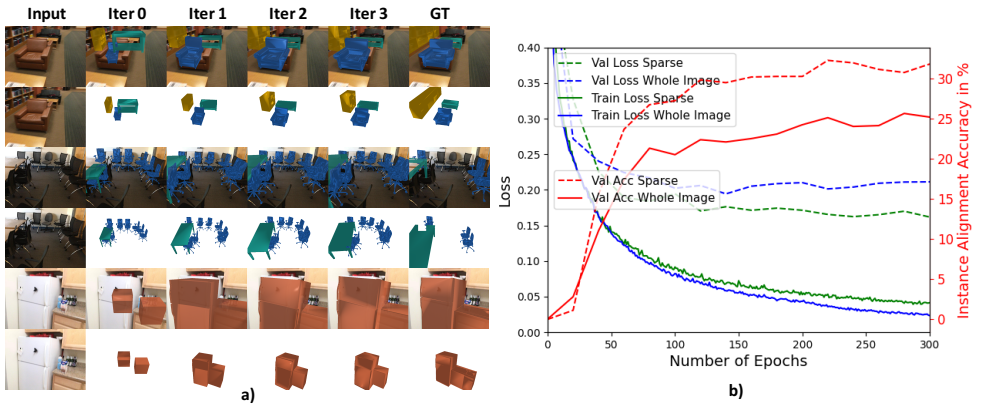 Input Iter 0 Iter 1 Iter 2 Iter 3 GT
a)
0.40
0.35
0.30
0.25
0.20
0.15
0.10
0.05
0.00
Loss
Val Loss Sparse
Val Loss Whole Image
Train Loss Sparse
Train Loss Whole Image
Val Acc Sparse
Val Acc Whole Image
30
25
20
15
10
5
0
Instance Alignment Accuracy in %
0 50 100 150 200 250 300
Number of Epochs
b)